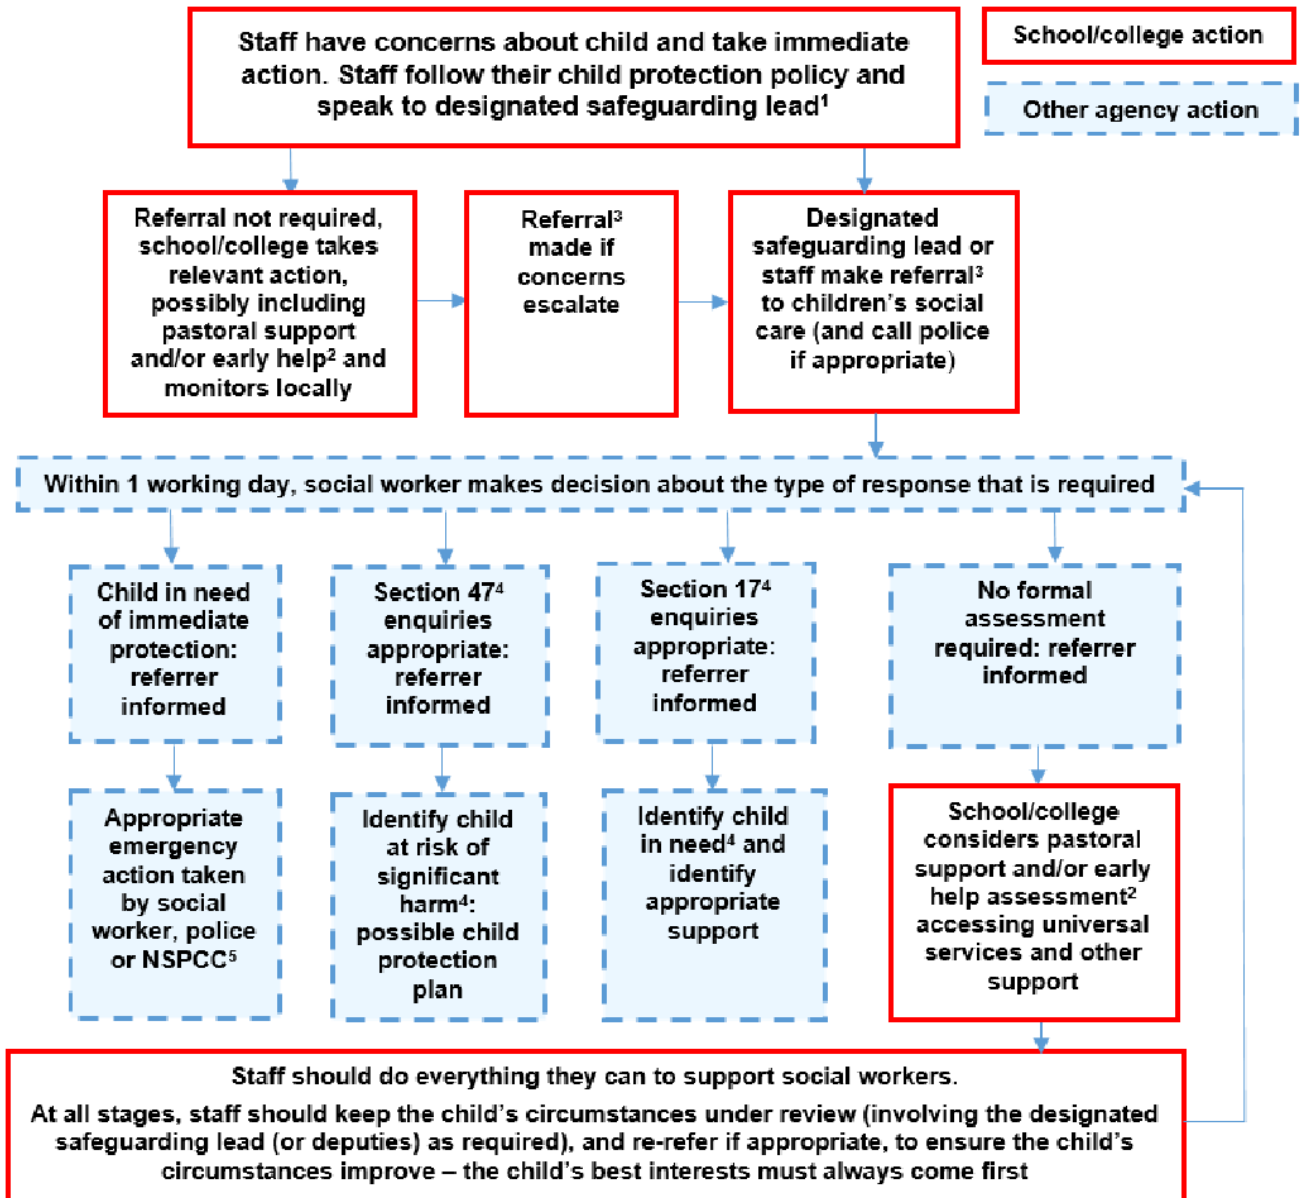 Staff have concerns about child and take immediate
action. Staff follow their child protection policy and
speak to designated safeguarding lead¹
School/college action
Other agency action
Referral not required,
school/college takes
relevant action,
possibly including
pastoral support
and/or early help² and
monitors locally
Referral³
made if
concerns
escalate
Designated
safeguarding lead or
staff make referral³
to children's social
care (and call police
if appropriate)
Within 1 working day, social worker makes decision about the type of response that is required
Child in need
of immediate
protection:
referrer
informed
Section 47⁴
enquiries
appropriate:
referrer
informed
Section 17⁴
enquiries
appropriate:
referrer
informed
No formal
assessment
required: referrer
informed
Appropriate
emergency
action taken
by social
worker, police
or NSPCC⁵
Identify child
at risk of
significant
harm⁴:
possible child
protection
plan
Identify child
in need⁴ and
identify
appropriate
support
School/college
considers pastoral
support and/or early
help assessment²
accessing universal
services and other
support
Staff should do everything they can to support social workers.
At all stages, staff should keep the child's circumstances under review (involving the designated
safeguarding lead (or deputies) as required), and re-refer if appropriate, to ensure the child's
circumstances improve – the child's best interests must always come first